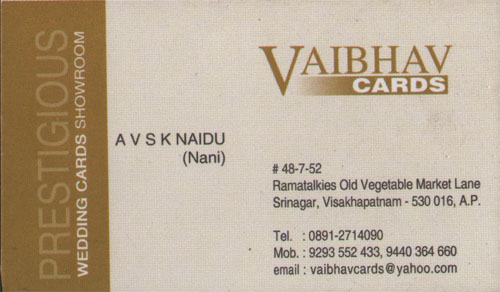 PRESTIGIOUS
WEDDING CARDS SHOWROOM
VAIBHAV
CARDS
A V S K NAIDU
(Nani)
# 48-7-52
Ramatalkies Old Vegetable Market Lane
Srinagar, Visakhapatnam - 530 016, A.P.
Tel. : 0891-2714090
Mob. : 9293 552 433, 9440 364 660
email : vaibhavcards@yahoo.com